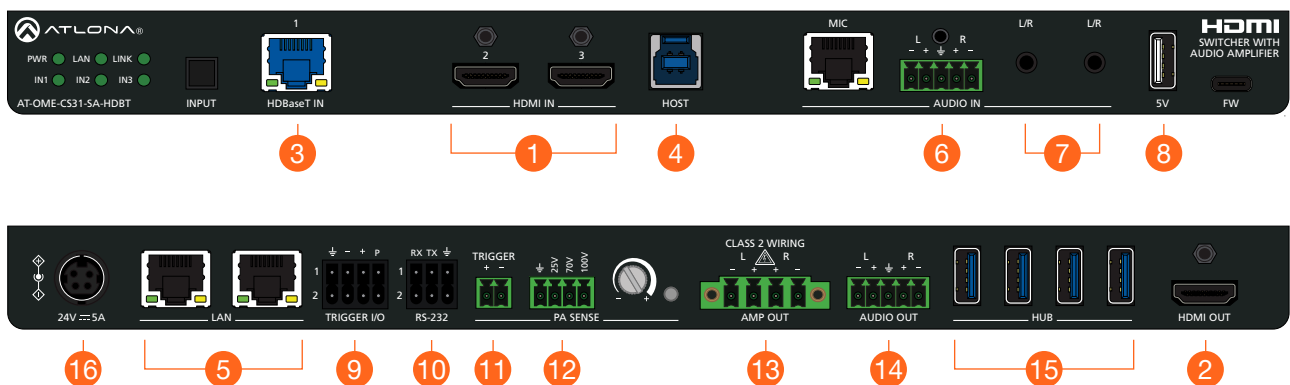 ATLONA®
PWR LAN LINK
IN1 IN2 IN3
AT-OME-CS31-SA-HDBT
INPUT
1
HDBaseT IN
2 3
HDMI IN
HOST
MIC
L R
– + + –
AUDIO IN
L/R L/R
5V
HDMI
SWITCHER WITH
AUDIO AMPLIFIER
FW
3 1 4 6 7 8
24V 5A
LAN
– + P
1
2
TRIGGER I/O
RX TX
1
2
RS-232
TRIGGER
+ –
25V
70V
100V
– +
PA SENSE
CLASS 2 WIRING
L R
– + + –
AMP OUT
L R
– + + –
AUDIO OUT
HUB
HDMI OUT
16 5 9 10 11 12 13 14 15 2